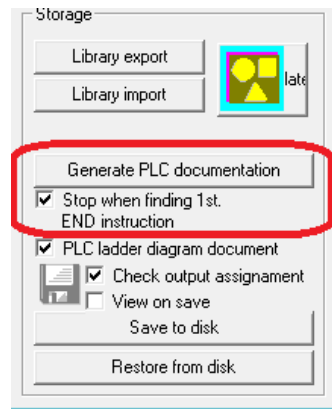 Storage
Library export
Library import
late
Generate PLC documentation
Stop when finding 1st.
END instruction
PLC ladder diagram document
Check output assignament
View on save
Save to disk
Restore from disk